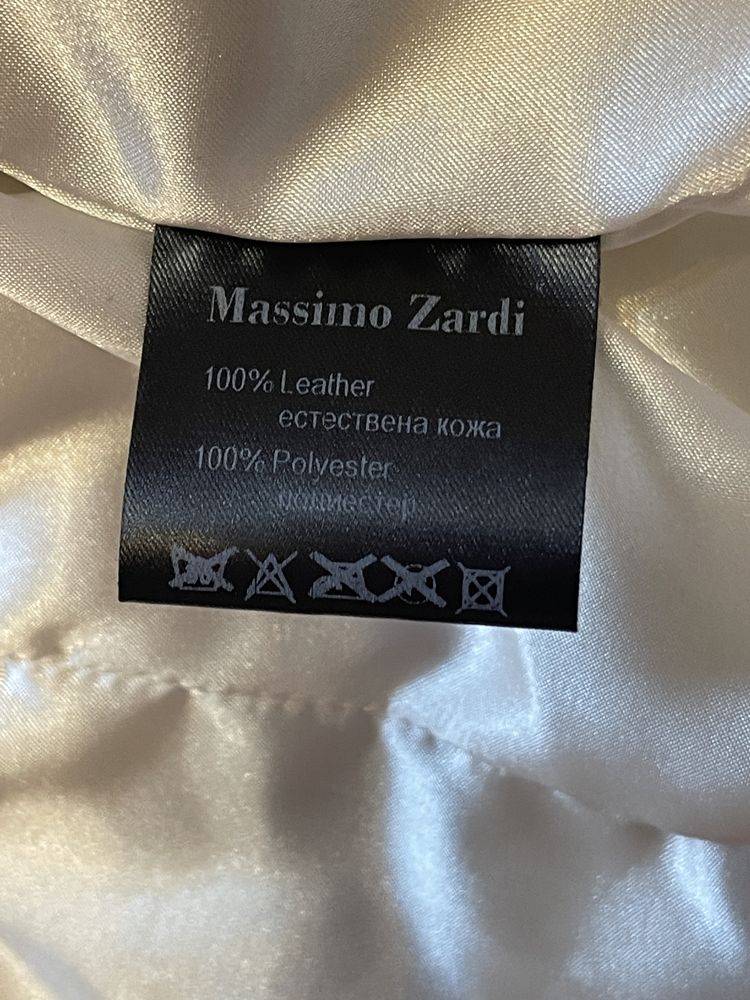 Massimo Zardi
100% Leather
естествена кожа
100% Polyester
полиестер